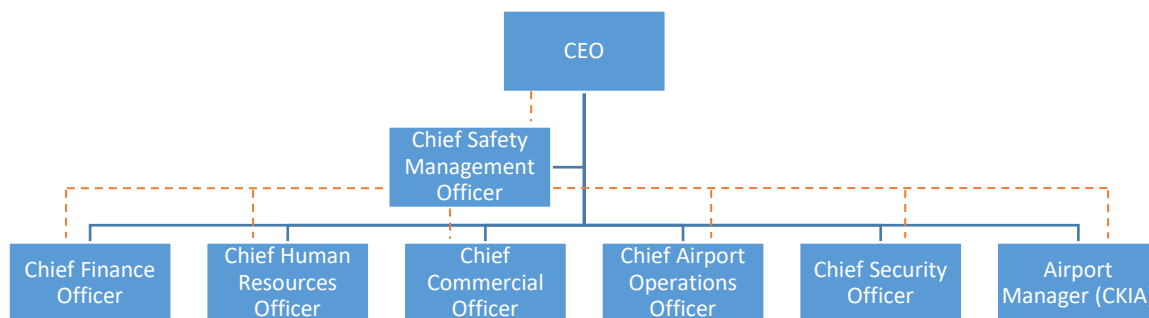 CEO
Chief Safety
Management
Officer
Chief Finance
Officer
Chief Human
Resources
Officer
Chief
Commercial
Officer
Chief Airport
Operations
Officer
Chief Security
Officer
Airport
Manager (CKIA